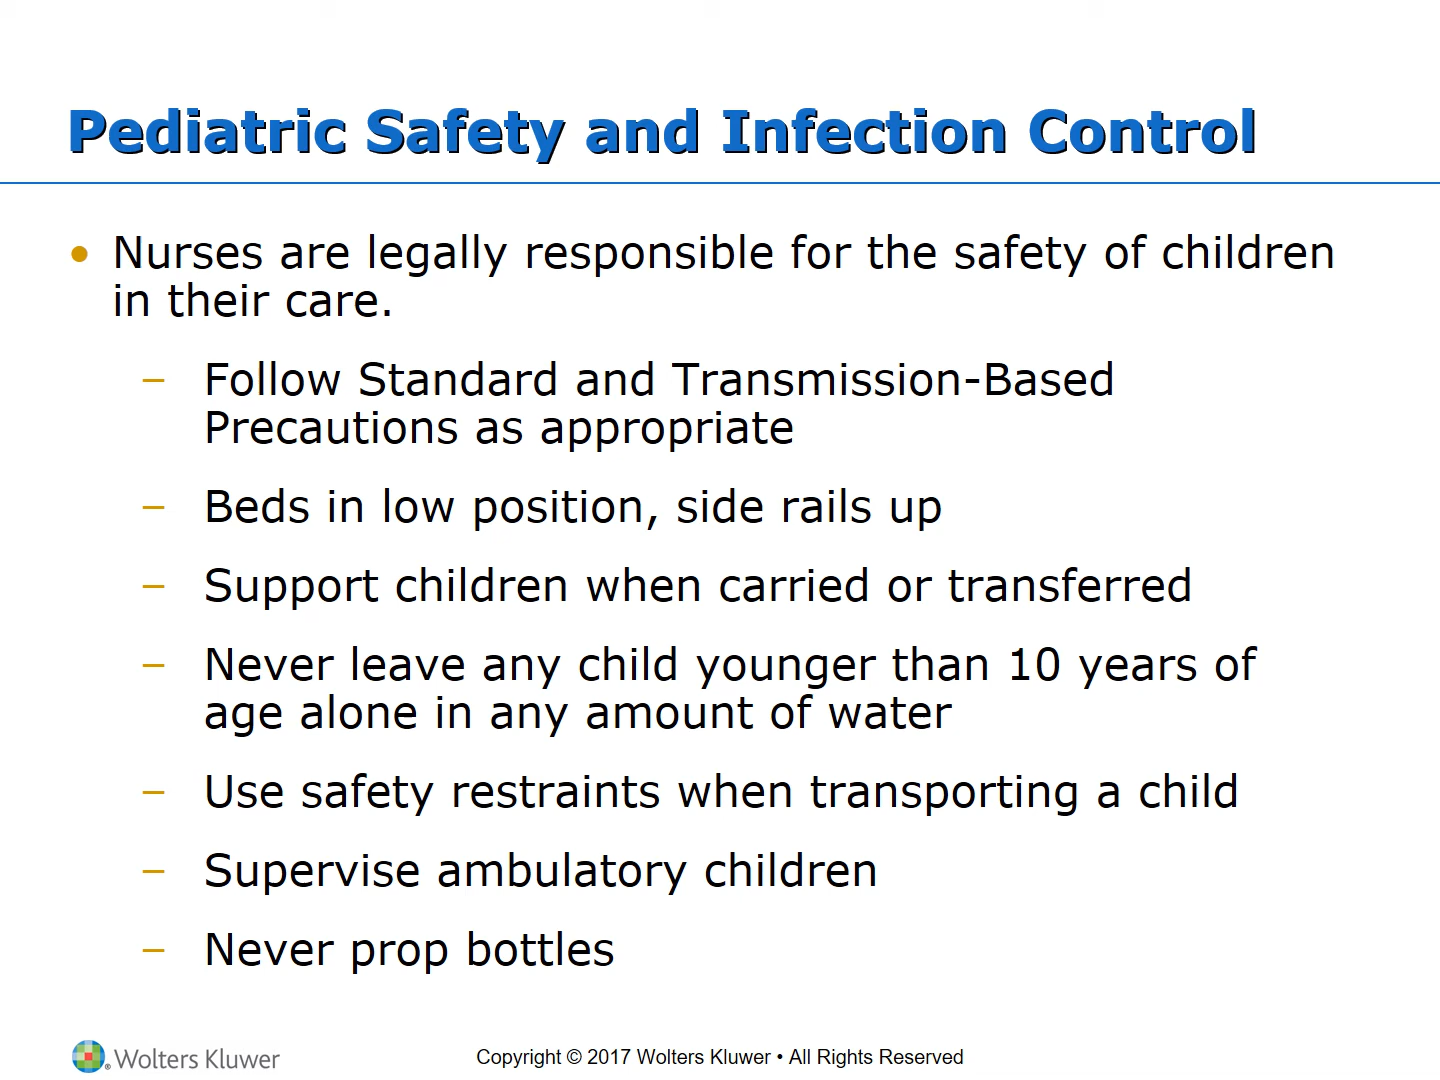 Pediatric Safety and Infection Control
• Nurses are legally responsible for the safety of children
in their care.
– Follow Standard and Transmission-Based
Precautions as appropriate
– Beds in low position, side rails up
– Support children when carried or transferred
– Never leave any child younger than 10 years of
age alone in any amount of water
– Use safety restraints when transporting a child
– Supervise ambulatory children
– Never prop bottles
® Wolters Kluwer
Copyright © 2017 Wolters Kluwer • All Rights Reserved